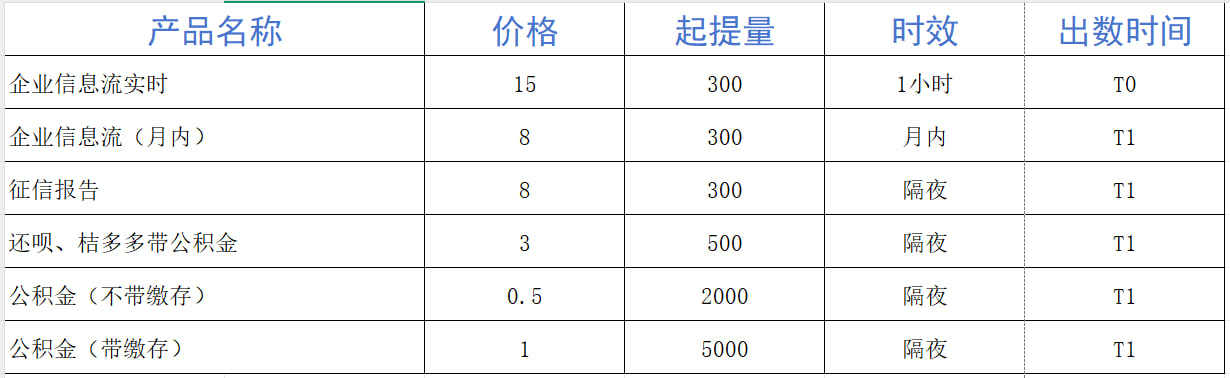 产品名称 价格 起提量 时效 出数时间
企业信息流实时 15 300 1小时 T0
企业信息流（月内） 8 300 月内 T1
征信报告 8 300 隔夜 T1
还呗、桔多多带公积金 3 500 隔夜 T1
公积金（不带缴存） 0.5 2000 隔夜 T1
公积金（带缴存） 1 5000 隔夜 T1